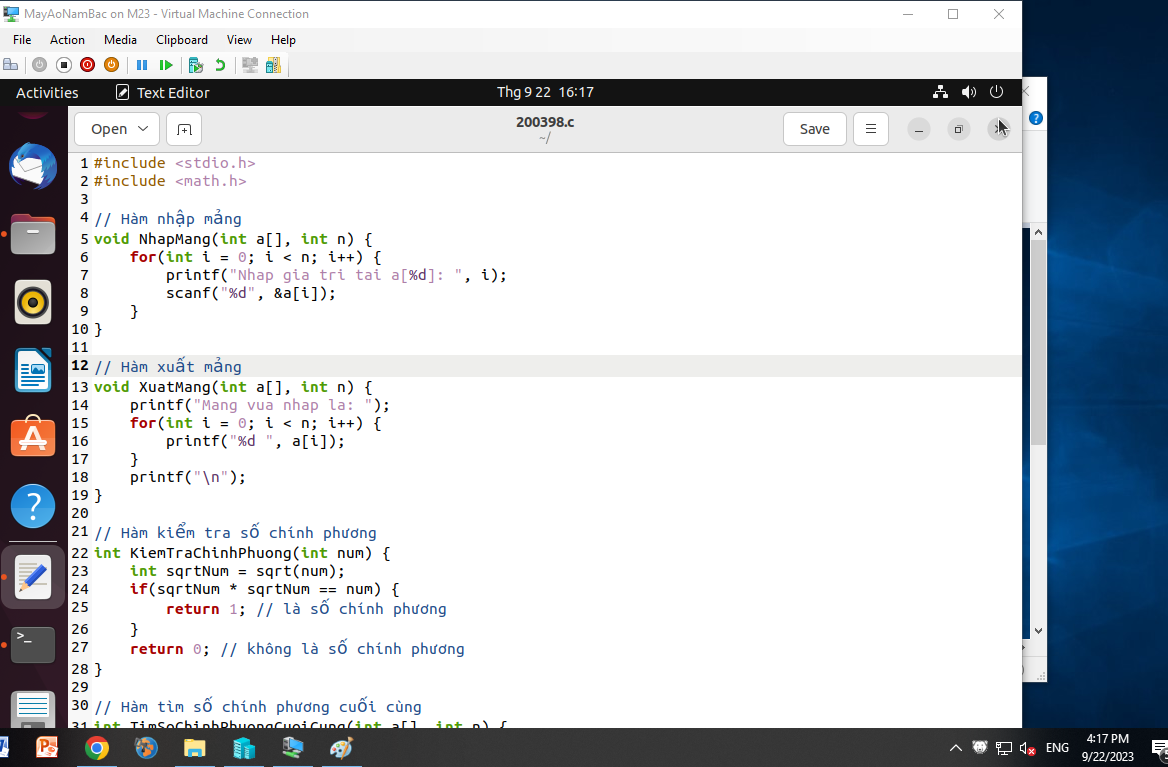 MayAoNamBac on M23 - Virtual Machine Connection
File Action Media Clipboard View Help
Activities Text Editor Thg 9 22 16:17
Open 200398.c Save
~/
1 #include <stdio.h>
2 #include <math.h>
3
4 // Hàm nhập mảng
5 void NhapMang(int a[], int n) {
6     for(int i = 0; i < n; i++) {
7         printf("Nhap gia tri tai a[%d]: ", i);
8         scanf("%d", &a[i]);
9     }
10 }
11
12 // Hàm xuất mảng
13 void XuatMang(int a[], int n) {
14     printf("Mang vua nhap la: ");
15     for(int i = 0; i < n; i++) {
16         printf("%d ", a[i]);
17     }
18     printf("\n");
19 }
20
21 // Hàm kiểm tra số chính phương
22 int KiemTraChinhPhuong(int num) {
23     int sqrtNum = sqrt(num);
24     if(sqrtNum * sqrtNum == num) {
25         return 1; // là số chính phương
26     }
27     return 0; // không là số chính phương
28 }
29
30 // Hàm tìm số chính phương cuối cùng
31 int TimSoChinhPhuongCuoiCung(int a[], int n) {
ENG
4:17 PM
9/22/2023